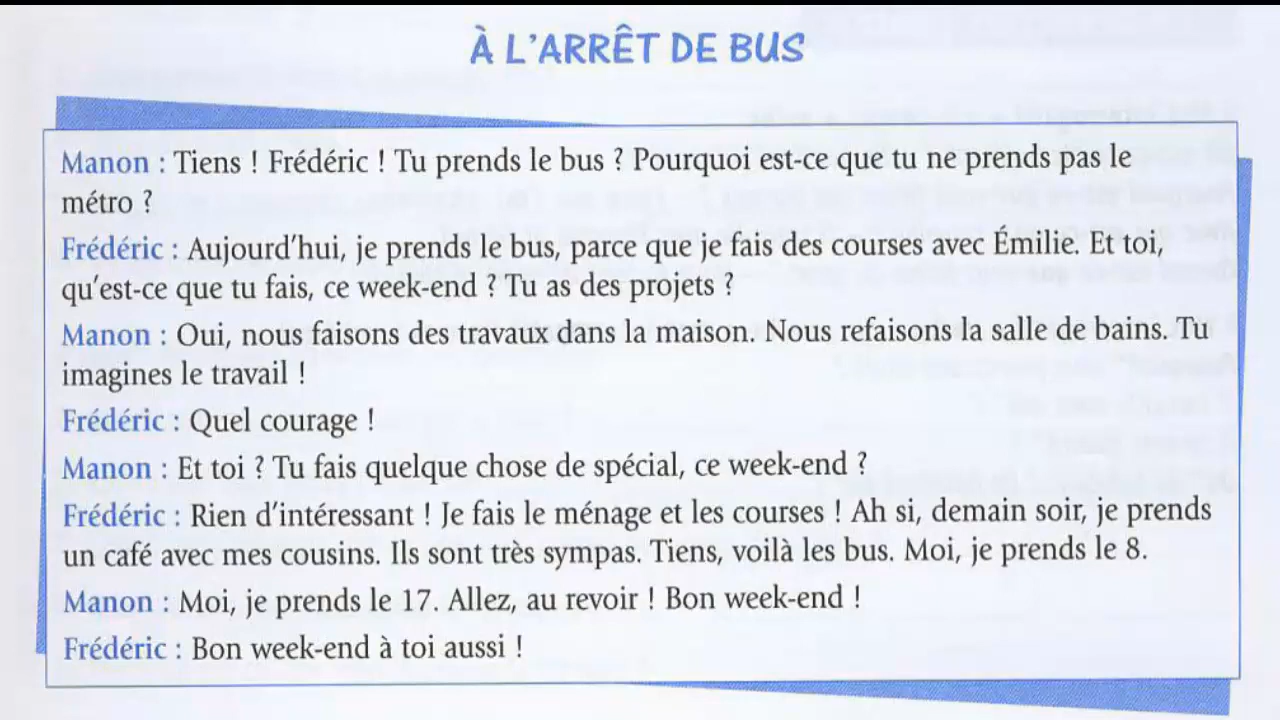 À L'ARRÊT DE BUS
Manon : Tiens ! Frédéric ! Tu prends le bus ? Pourquoi est-ce que tu ne prends pas le
métro ?
Frédéric : Aujourd'hui, je prends le bus, parce que je fais des courses avec Émilie. Et toi,
qu'est-ce que tu fais, ce week-end ? Tu as des projets ?
Manon : Oui, nous faisons des travaux dans la maison. Nous refaisons la salle de bains. Tu
imagines le travail !
Frédéric : Quel courage !
Manon : Et toi ? Tu fais quelque chose de spécial, ce week-end ?
Frédéric : Rien d'intéressant ! Je fais le ménage et les courses ! Ah si, demain soir, je prends
un café avec mes cousins. Ils sont très sympas. Tiens, voilà les bus. Moi, je prends le 8.
Manon : Moi, je prends le 17. Allez, au revoir ! Bon week-end !
Frédéric : Bon week-end à toi aussi !